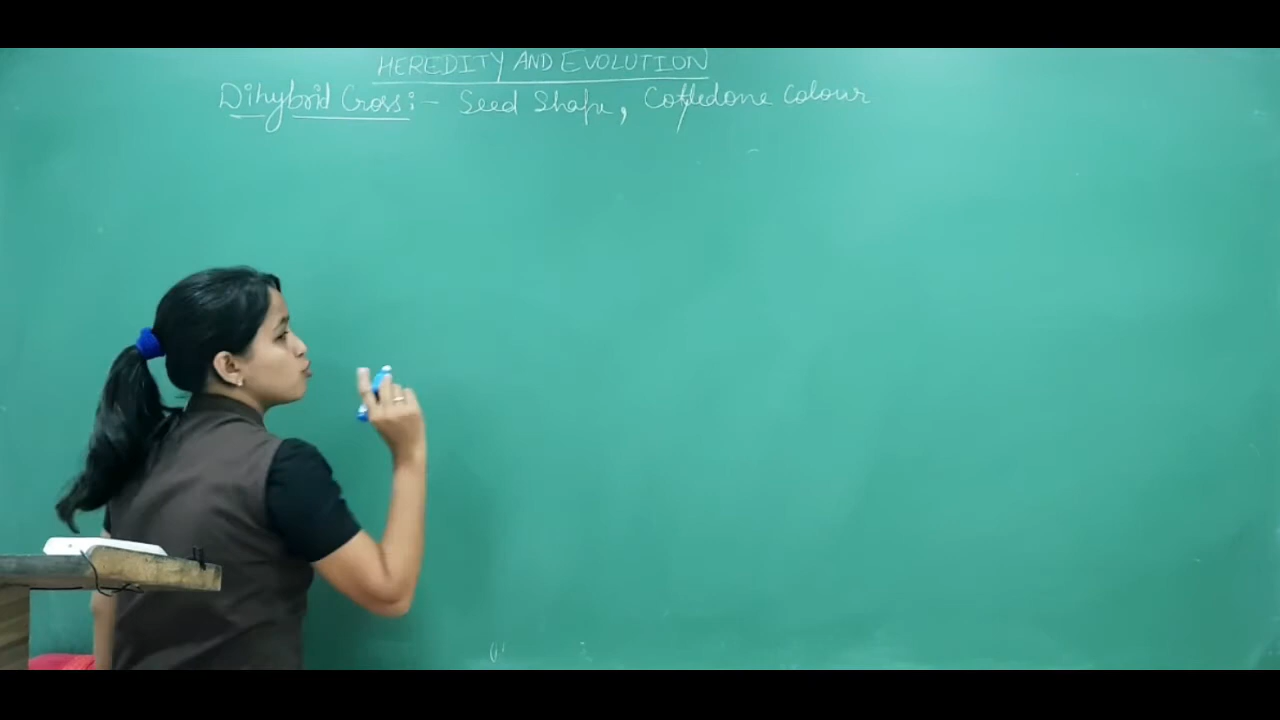 HEREDITY AND EVOLUTION
Dihybrid Cross:- Seed Shape, Cotyledone Colour